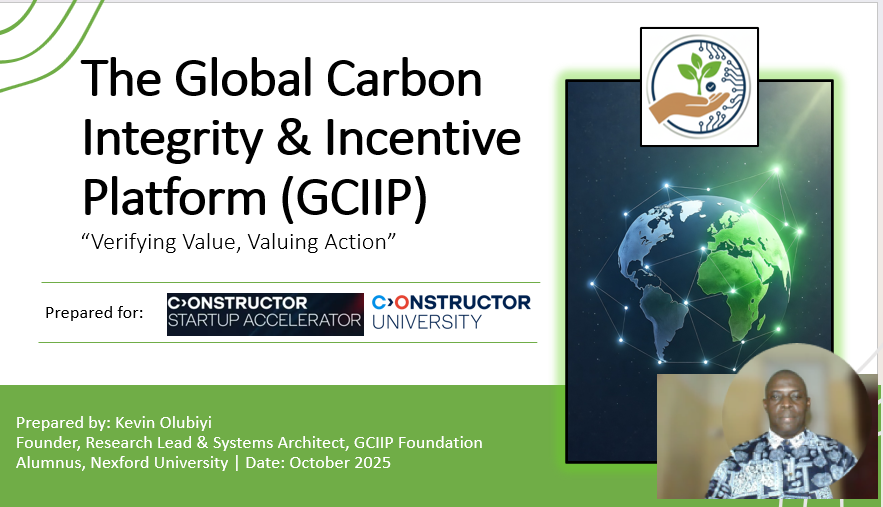 The Global Carbon
Integrity & Incentive
Platform (GCIIP)
“Verifying Value, Valuing Action”
Prepared for:
CONSTRUCTOR
STARTUP ACCELERATOR
CONSTRUCTOR
UNIVERSITY
Prepared by: Kevin Olubiyi
Founder, Research Lead & Systems Architect, GCIIP Foundation
Alumnus, Nexford University | Date: October 2025